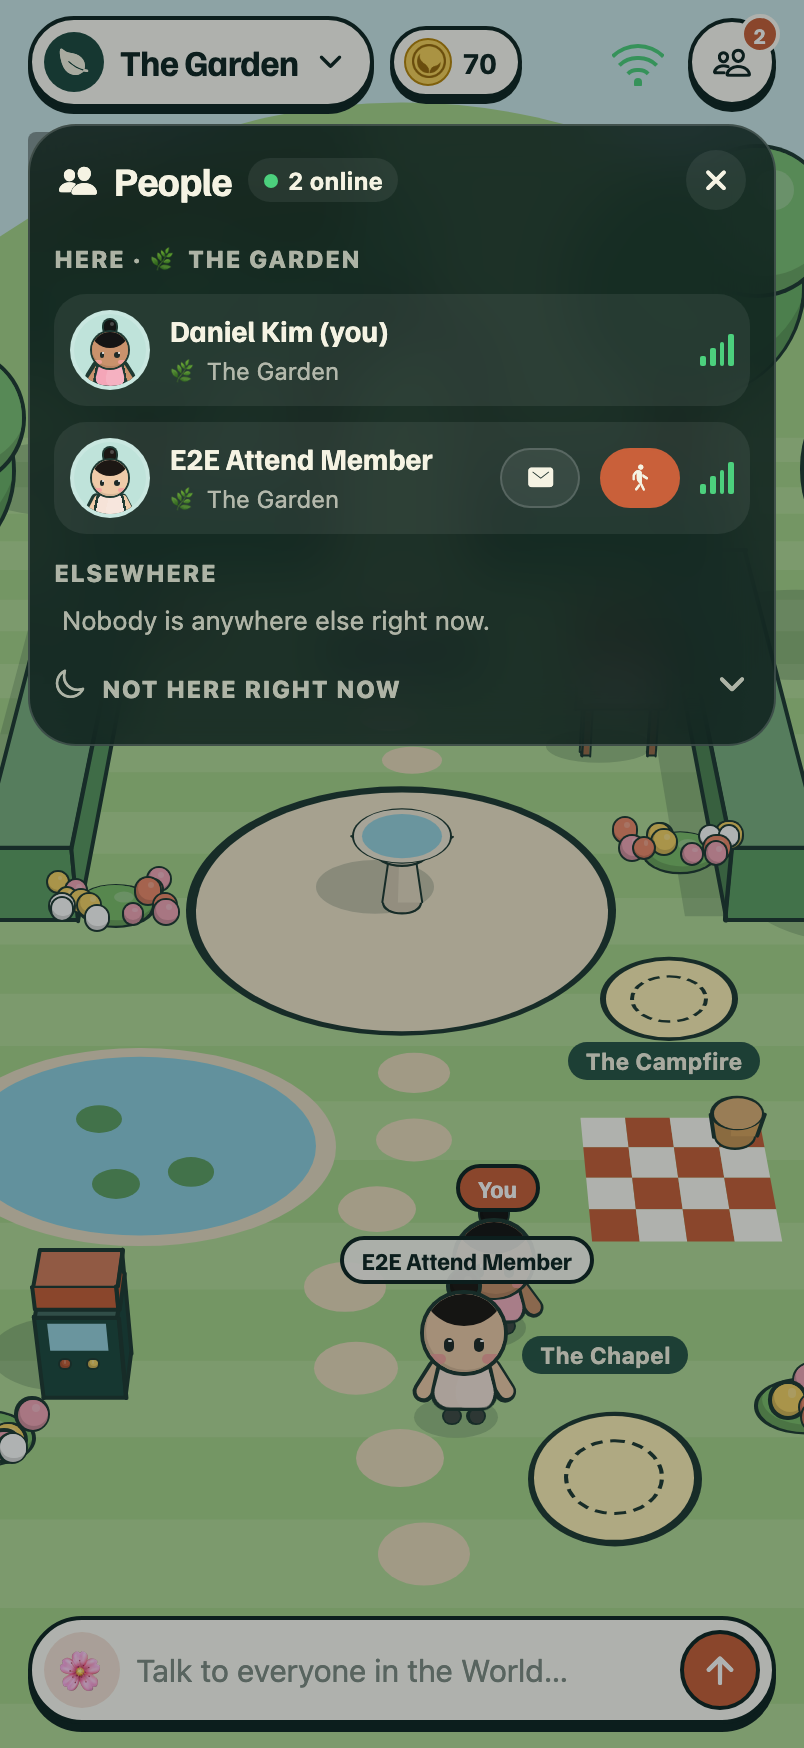 The Garden
70
2
People
2 online
HERE · THE GARDEN
Daniel Kim (you)
The Garden
E2E Attend Member
The Garden
ELSEWHERE
Nobody is anywhere else right now.
NOT HERE RIGHT NOW
The Campfire
You
E2E Attend Member
The Chapel
Talk to everyone in the World...